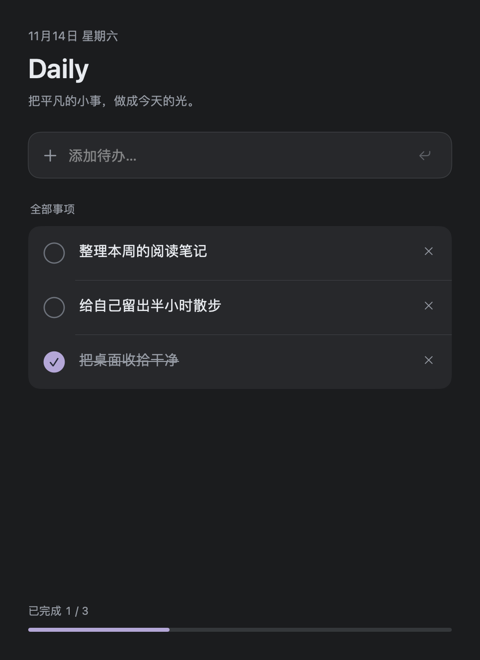 11月14日 星期六
Daily
把平凡的小事，做成今天的光。
添加待办...
全部事项
整理本周的阅读笔记
给自己留出半小时散步
把桌面收拾干净
已完成 1 / 3